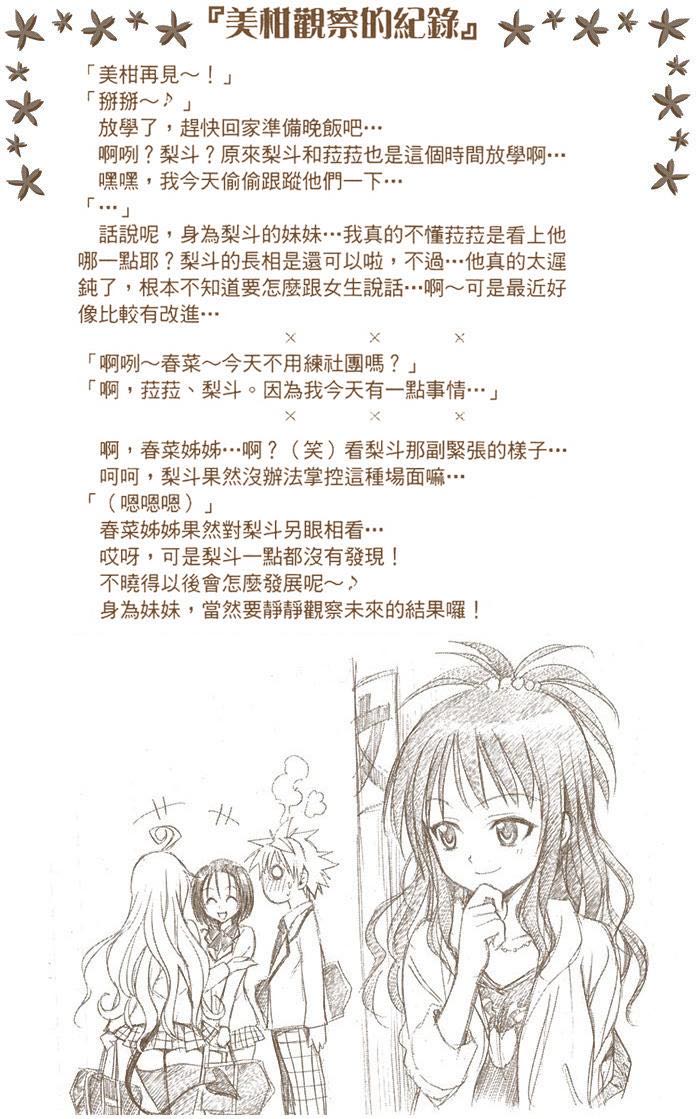 『美柑觀察的紀錄』
「美柑再見～！」
「掰掰～♪」
放學了，趕快回家準備晚飯吧⋯
啊咧？梨斗？原來梨斗和菈菈也是這個時間放學啊⋯
嘿嘿，我今天偷偷跟蹤他們一下⋯
「⋯」
話說呢，身為梨斗的妹妹⋯我真的不懂菈菈是看上他
哪一點耶？梨斗的長相是還可以啦，不過⋯他真的太遲
鈍了，根本不知道要怎麼跟女生說話⋯啊～可是最近好
像比較有改進⋯
× × ×
「啊咧～春菜～今天不用練社團嗎？」
「啊，菈菈、梨斗。因為我今天有一點事情⋯」
× × ×
啊，春菜姊姊⋯啊？（笑）看梨斗那副緊張的樣子⋯
呵呵，梨斗果然沒辦法掌控這種場面嘛⋯
「（嗯嗯嗯）」
春菜姊姊果然對梨斗另眼相看⋯
哎呀，可是梨斗一點都沒有發現！
不曉得以後會怎麼發展呢～♪
身為妹妹，當然要靜靜觀察未來的結果囉！